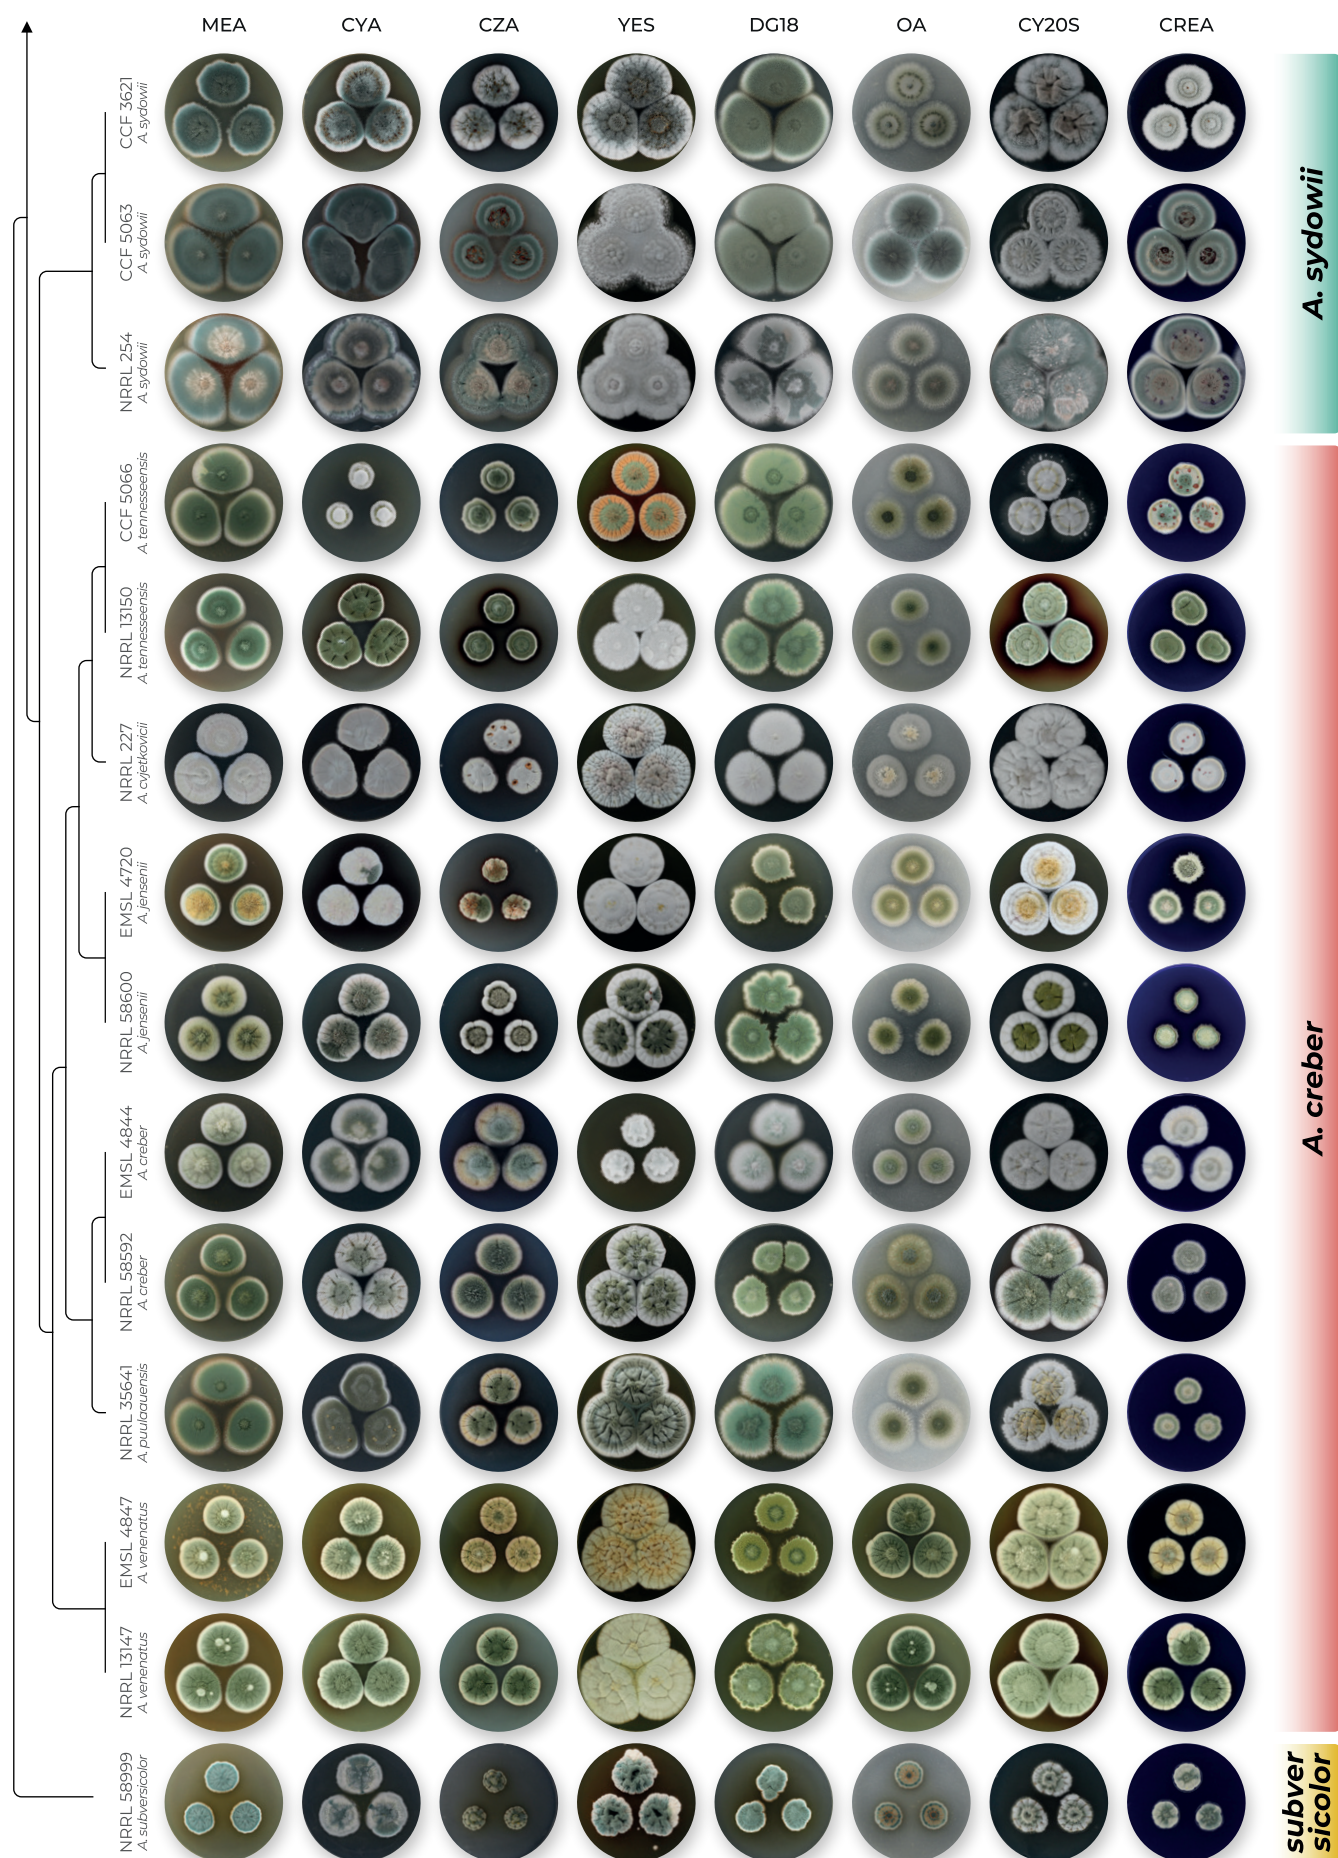 MEA CYA CZA YES DG18 OA CY20S CREA
CCF 3621
A. sydowii
CCF 5063
A. sydowii
NRRL 254
A. sydowii
A. sydowii
CCF 5066
A. tennesseensis
NRRL 13150
A. tennesseensis
NRRL 227
A. cvjetkovicii
EMSL 4720
A. jensenii
NRRL 58600
A. jensenii
EMSL 4844
A. creber
NRRL 58592
A. creber
NRRL 35641
A. puulaauensis
EMSL 4847
A. venenatus
NRRL 13147
A. venenatus
A. creber
NRRL 58999
A. subversicolor
subver
sicolor